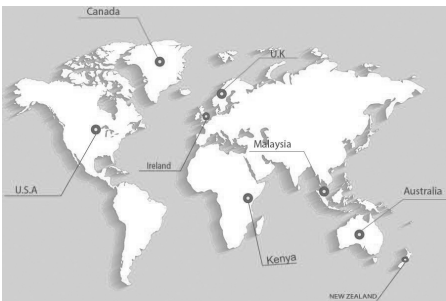 Canada
U.K
Malaysia
Ireland
U.S.A
Australia
Kenya
NEW ZEALAND